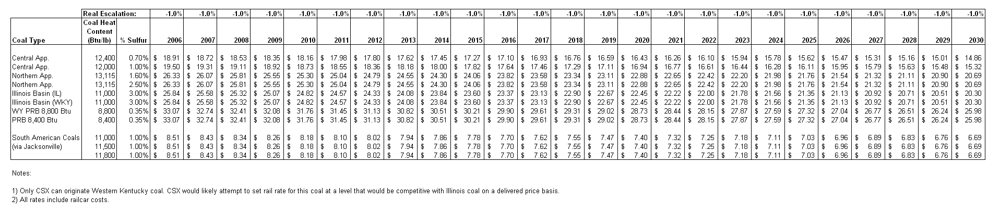 Real Escalation: -1.0% -1.0% -1.0% -1.0% -1.0% -1.0% -1.0% -1.0% -1.0% -1.0% -1.0% -1.0% -1.0% -1.0% -1.0% -1.0% -1.0% -1.0% -1.0% -1.0% -1.0% -1.0% -1.0% -1.0% -1.0%
Coal Heat
Content
Coal Type (Btu/lb) % Sulfur 2006 2007 2008 2009 2010 2011 2012 2013 2014 2015 2016 2017 2018 2019 2020 2021 2022 2023 2024 2025 2026 2027 2028 2029 2030
Central App. 12,400 0.70% $ 18.91 $ 18.72 $ 18.53 $ 18.35 $ 18.16 $ 17.98 $ 17.80 $ 17.62 $ 17.45 $ 17.27 $ 17.10 $ 16.93 $ 16.76 $ 16.59 $ 16.43 $ 16.26 $ 16.10 $ 15.94 $ 15.78 $ 15.62 $ 15.47 $ 15.31 $ 15.16 $ 15.01 $ 14.86
Central App. 12,000 1.00% $ 19.50 $ 19.31 $ 19.11 $ 18.92 $ 18.73 $ 18.55 $ 18.36 $ 18.18 $ 18.00 $ 17.82 $ 17.64 $ 17.46 $ 17.29 $ 17.11 $ 16.94 $ 16.77 $ 16.61 $ 16.44 $ 16.28 $ 16.11 $ 15.95 $ 15.79 $ 15.63 $ 15.48 $ 15.32
Northern App. 13,115 1.60% $ 26.33 $ 26.07 $ 25.81 $ 25.55 $ 25.30 $ 25.04 $ 24.79 $ 24.55 $ 24.30 $ 24.06 $ 23.82 $ 23.58 $ 23.34 $ 23.11 $ 22.88 $ 22.65 $ 22.42 $ 22.20 $ 21.98 $ 21.76 $ 21.54 $ 21.32 $ 21.11 $ 20.90 $ 20.69
Northern App. 13,115 2.50% $ 26.33 $ 26.07 $ 25.81 $ 25.55 $ 25.30 $ 25.04 $ 24.79 $ 24.55 $ 24.30 $ 24.06 $ 23.82 $ 23.58 $ 23.34 $ 23.11 $ 22.88 $ 22.65 $ 22.42 $ 22.20 $ 21.98 $ 21.76 $ 21.54 $ 21.32 $ 21.11 $ 20.90 $ 20.69
Illinois Basin (IL) 11,000 3.00% $ 25.84 $ 25.58 $ 25.32 $ 25.07 $ 24.82 $ 24.57 $ 24.33 $ 24.08 $ 23.84 $ 23.60 $ 23.37 $ 23.13 $ 22.90 $ 22.67 $ 22.45 $ 22.22 $ 22.00 $ 21.78 $ 21.56 $ 21.35 $ 21.13 $ 20.92 $ 20.71 $ 20.51 $ 20.30
Illinois Basin (WKY) 11,000 3.00% $ 25.84 $ 25.58 $ 25.32 $ 25.07 $ 24.82 $ 24.57 $ 24.33 $ 24.08 $ 23.84 $ 23.60 $ 23.37 $ 23.13 $ 22.90 $ 22.67 $ 22.45 $ 22.22 $ 22.00 $ 21.78 $ 21.56 $ 21.35 $ 21.13 $ 20.92 $ 20.71 $ 20.51 $ 20.30
WY PRB 8,800 Btu 8,800 0.35% $ 33.07 $ 32.74 $ 32.41 $ 32.08 $ 31.76 $ 31.45 $ 31.13 $ 30.82 $ 30.51 $ 30.21 $ 29.90 $ 29.61 $ 29.31 $ 29.02 $ 28.73 $ 28.44 $ 28.15 $ 27.87 $ 27.59 $ 27.32 $ 27.04 $ 26.77 $ 26.51 $ 26.24 $ 25.98
PRB 8,400 Btu 8,400 0.35% $ 33.07 $ 32.74 $ 32.41 $ 32.08 $ 31.76 $ 31.45 $ 31.13 $ 30.82 $ 30.51 $ 30.21 $ 29.90 $ 29.61 $ 29.31 $ 29.02 $ 28.73 $ 28.44 $ 28.15 $ 27.87 $ 27.59 $ 27.32 $ 27.04 $ 26.77 $ 26.51 $ 26.24 $ 25.98
South American Coals 11,000 1.00% $ 8.51 $ 8.43 $ 8.34 $ 8.26 $ 8.18 $ 8.10 $ 8.02 $ 7.94 $ 7.86 $ 7.78 $ 7.70 $ 7.62 $ 7.55 $ 7.47 $ 7.40 $ 7.32 $ 7.25 $ 7.18 $ 7.11 $ 7.03 $ 6.96 $ 6.89 $ 6.83 $ 6.76 $ 6.69
(via Jacksonville) 11,500 1.00% $ 8.51 $ 8.43 $ 8.34 $ 8.26 $ 8.18 $ 8.10 $ 8.02 $ 7.94 $ 7.86 $ 7.78 $ 7.70 $ 7.62 $ 7.55 $ 7.47 $ 7.40 $ 7.32 $ 7.25 $ 7.18 $ 7.11 $ 7.03 $ 6.96 $ 6.89 $ 6.83 $ 6.76 $ 6.69
11,800 1.00% $ 8.51 $ 8.43 $ 8.34 $ 8.26 $ 8.18 $ 8.10 $ 8.02 $ 7.94 $ 7.86 $ 7.78 $ 7.70 $ 7.62 $ 7.55 $ 7.47 $ 7.40 $ 7.32 $ 7.25 $ 7.18 $ 7.11 $ 7.03 $ 6.96 $ 6.89 $ 6.83 $ 6.76 $ 6.69
Notes:
1) Only CSX can originate Western Kentucky coal. CSX would likely attempt to set rail rate for this coal at a level that would be competitive with Illinois coal on a delivered price basis.
2) All rates include railcar costs.